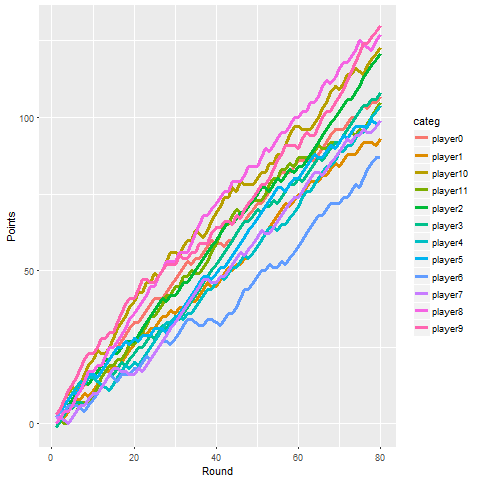 100
50
0
0
20
40
60
80
Round
Points
categ
player0
player1
player10
player11
player2
player3
player4
player5
player6
player7
player8
player9